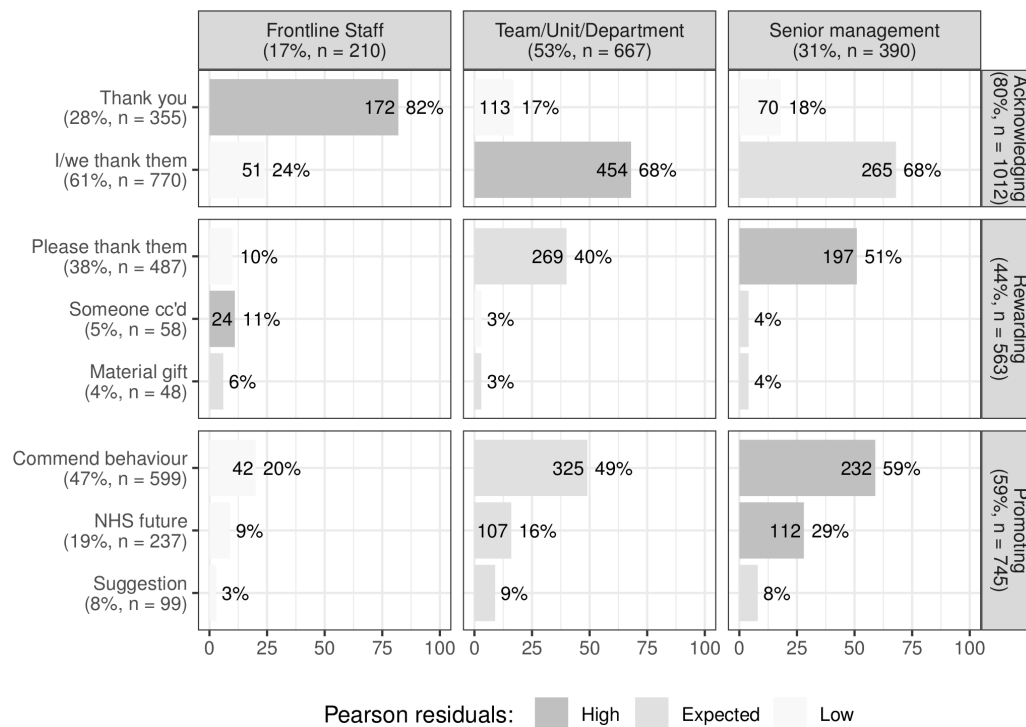 Frontline Staff
(17%, n = 210)
Team/Unit/Department
(53%, n = 667)
Senior management
(31%, n = 390)
Acknowledging
(80%, n = 1012)
Thank you
(28%, n = 355)
172 82%
113 17%
70 18%
I/we thank them
(61%, n = 770)
51 24%
454 68%
265 68%
Rewarding
(44%, n = 563)
Please thank them
(38%, n = 487)
10%
269 40%
197 51%
Someone cc'd
(5%, n = 58)
24 11%
3%
4%
Material gift
(4%, n = 48)
6%
3%
4%
Promoting
(59%, n = 745)
Commend behaviour
(47%, n = 599)
42 20%
325 49%
232 59%
NHS future
(19%, n = 237)
9%
107 16%
112 29%
Suggestion
(8%, n = 99)
3%
9%
8%
0 25 50 75 100
0 25 50 75 100
0 25 50 75 100
Pearson residuals: High Expected Low